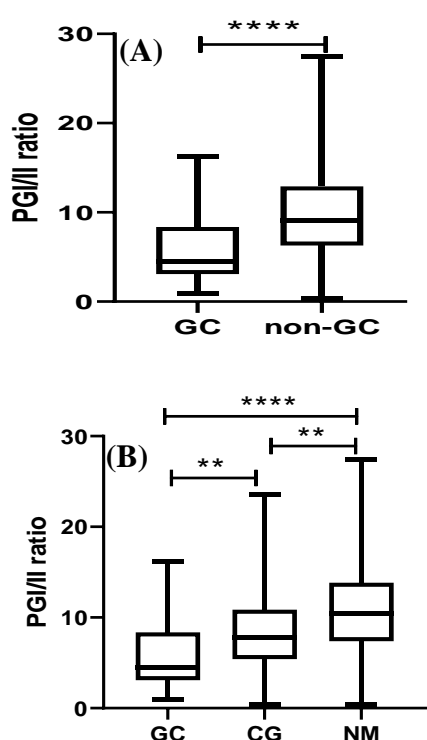 (A)
****
PGI/II ratio
30
20
10
0
GC non-GC
(B)
****
** **
PGI/II ratio
30
20
10
0
GC CG NM